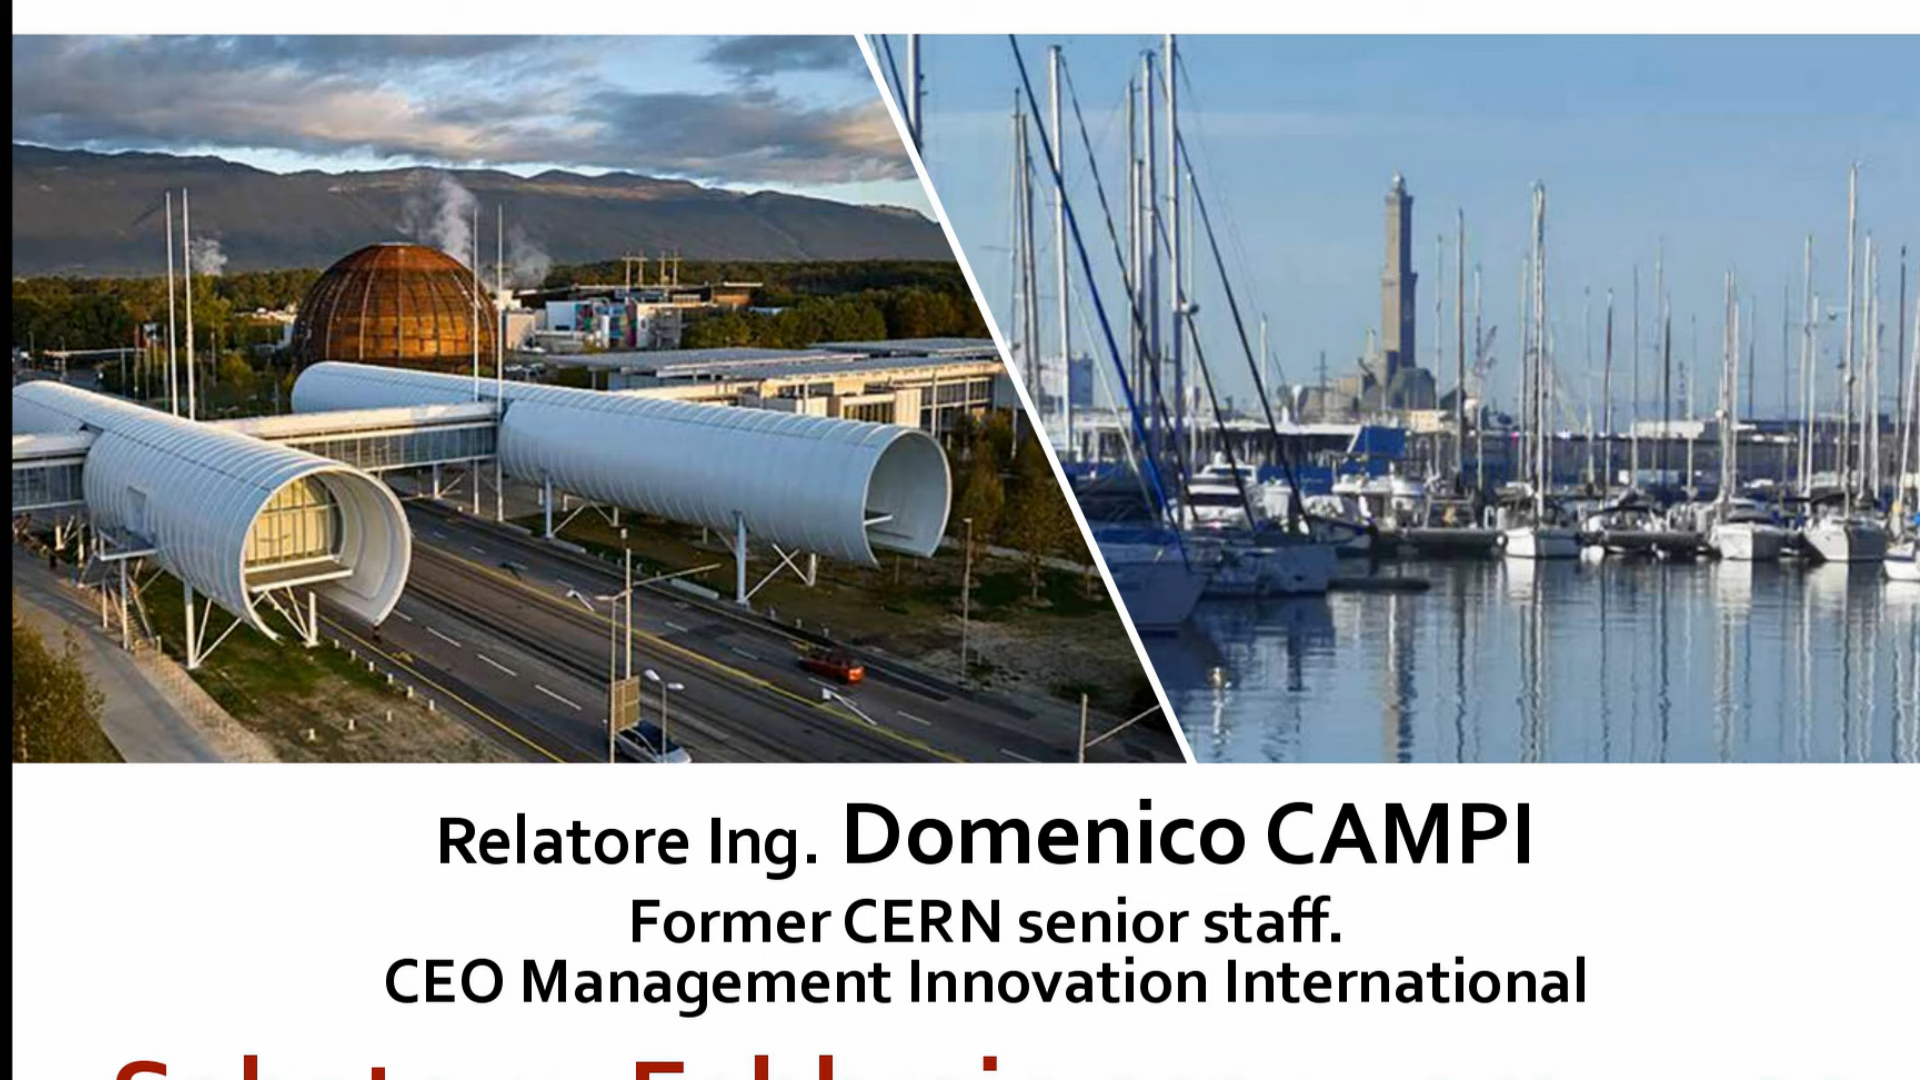 Relatore Ing. Domenico CAMPI
Former CERN senior staff.
CEO Management Innovation International